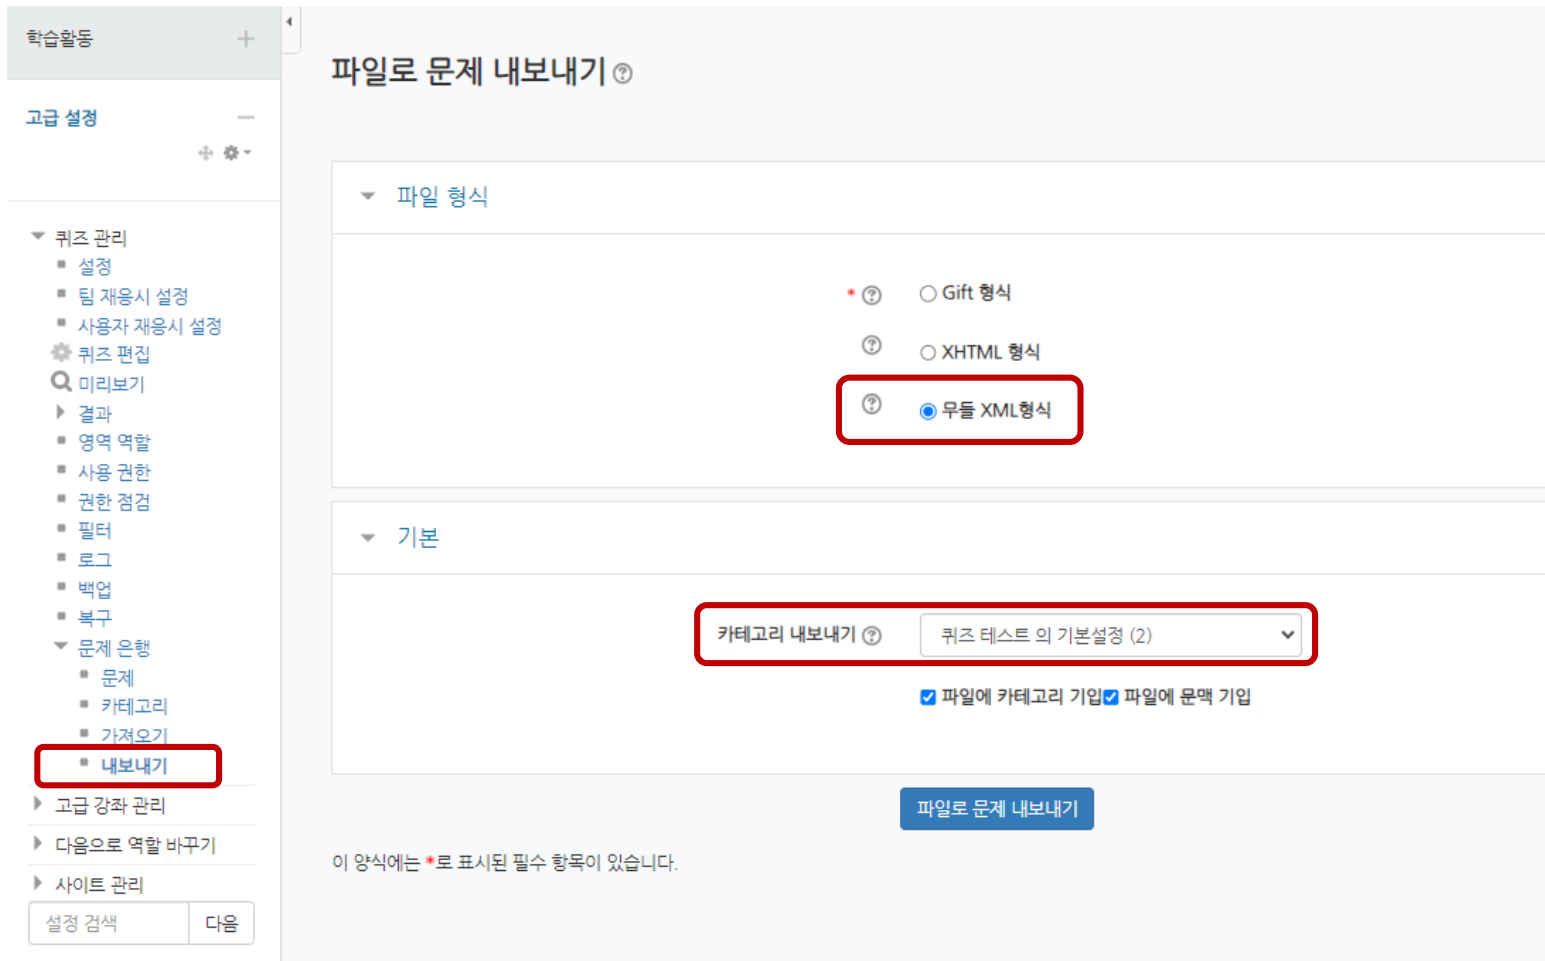 학습활동
고급 설정
퀴즈 관리
설정
팀 재응시 설정
사용자 재응시 설정
퀴즈 편집
미리보기
결과
영역 역할
사용 권한
권한 점검
필터
로그
백업
복구
문제 은행
문제
카테고리
가져오기
내보내기
고급 강좌 관리
다음으로 역할 바꾸기
사이트 관리
설정 검색 다음
파일로 문제 내보내기
파일 형식
* Gift 형식
XHTML 형식
무들 XML형식
기본
카테고리 내보내기 퀴즈 테스트 의 기본설정 (2)
파일에 카테고리 기입 파일에 문맥 기입
파일로 문제 내보내기
이 양식에는 *로 표시된 필수 항목이 있습니다.